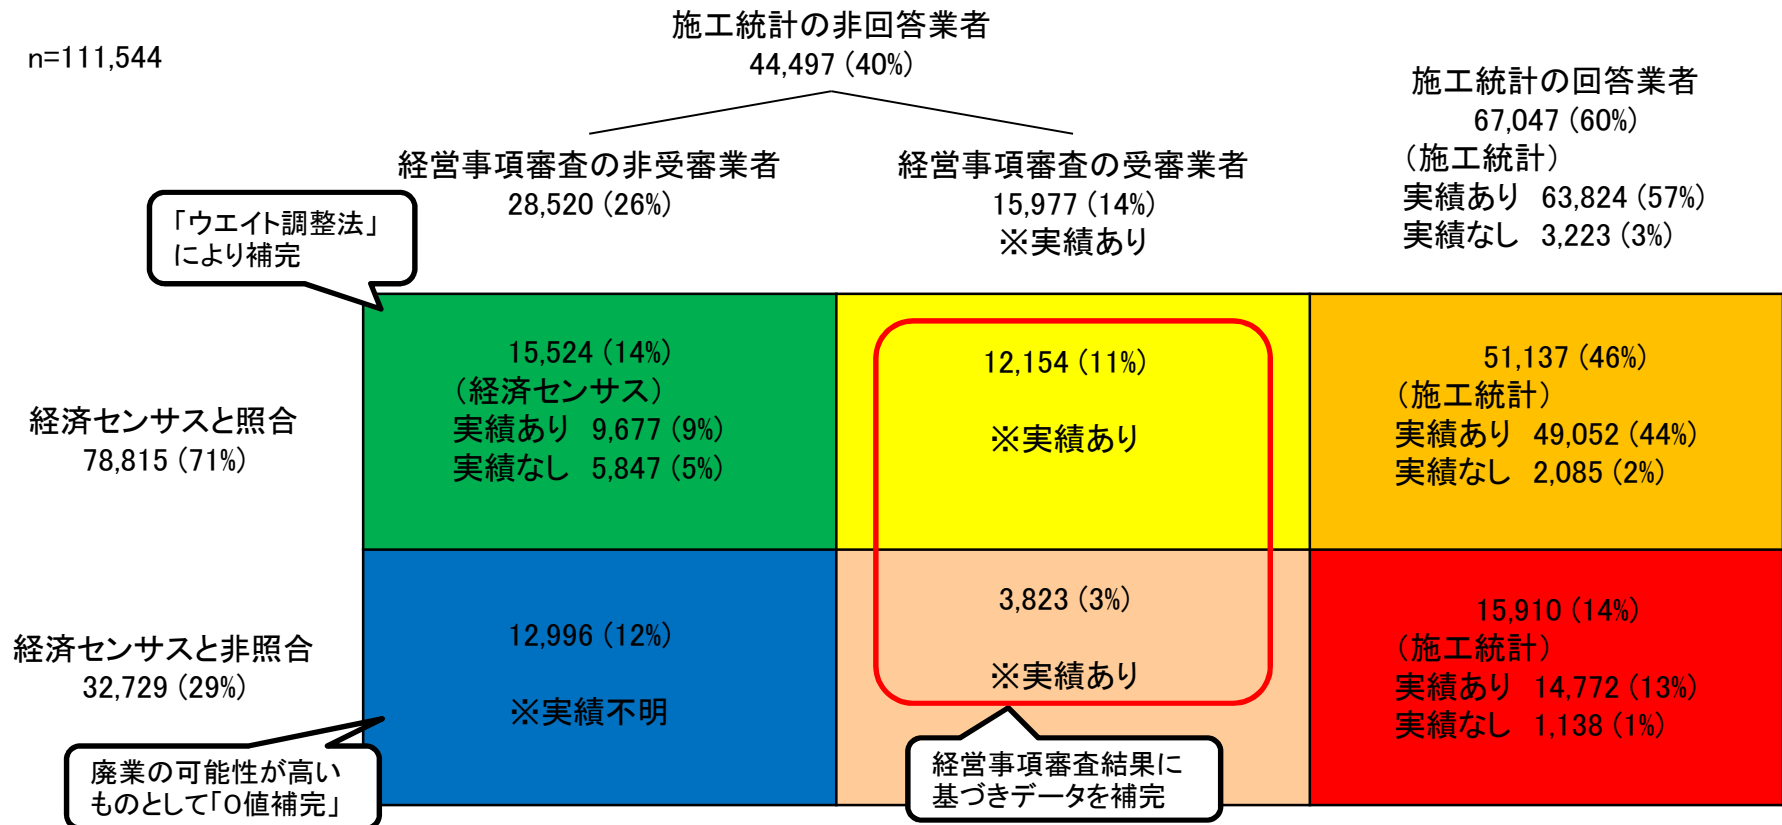 n=111,544
施工統計の非回答業者
44,497 (40%)
施工統計の回答業者
67,047 (60%)
(施工統計)
実績あり 63,824 (57%)
実績なし 3,223 (3%)
経営事項審査の非受審業者
28,520 (26%)
経営事項審査の受審業者
15,977 (14%)
※実績あり
「ウエイト調整法」
により補完
経済センサスと照合
78,815 (71%)
15,524 (14%)
(経済センサス)
実績あり 9,677 (9%)
実績なし 5,847 (5%)
12,154 (11%)
※実績あり
51,137 (46%)
(施工統計)
実績あり 49,052 (44%)
実績なし 2,085 (2%)
経済センサスと非照合
32,729 (29%)
12,996 (12%)
※実績不明
3,823 (3%)
※実績あり
15,910 (14%)
(施工統計)
実績あり 14,772 (13%)
実績なし 1,138 (1%)
廃業の可能性が高い
ものとして「0値補完」
経営事項審査結果に
基づきデータを補完